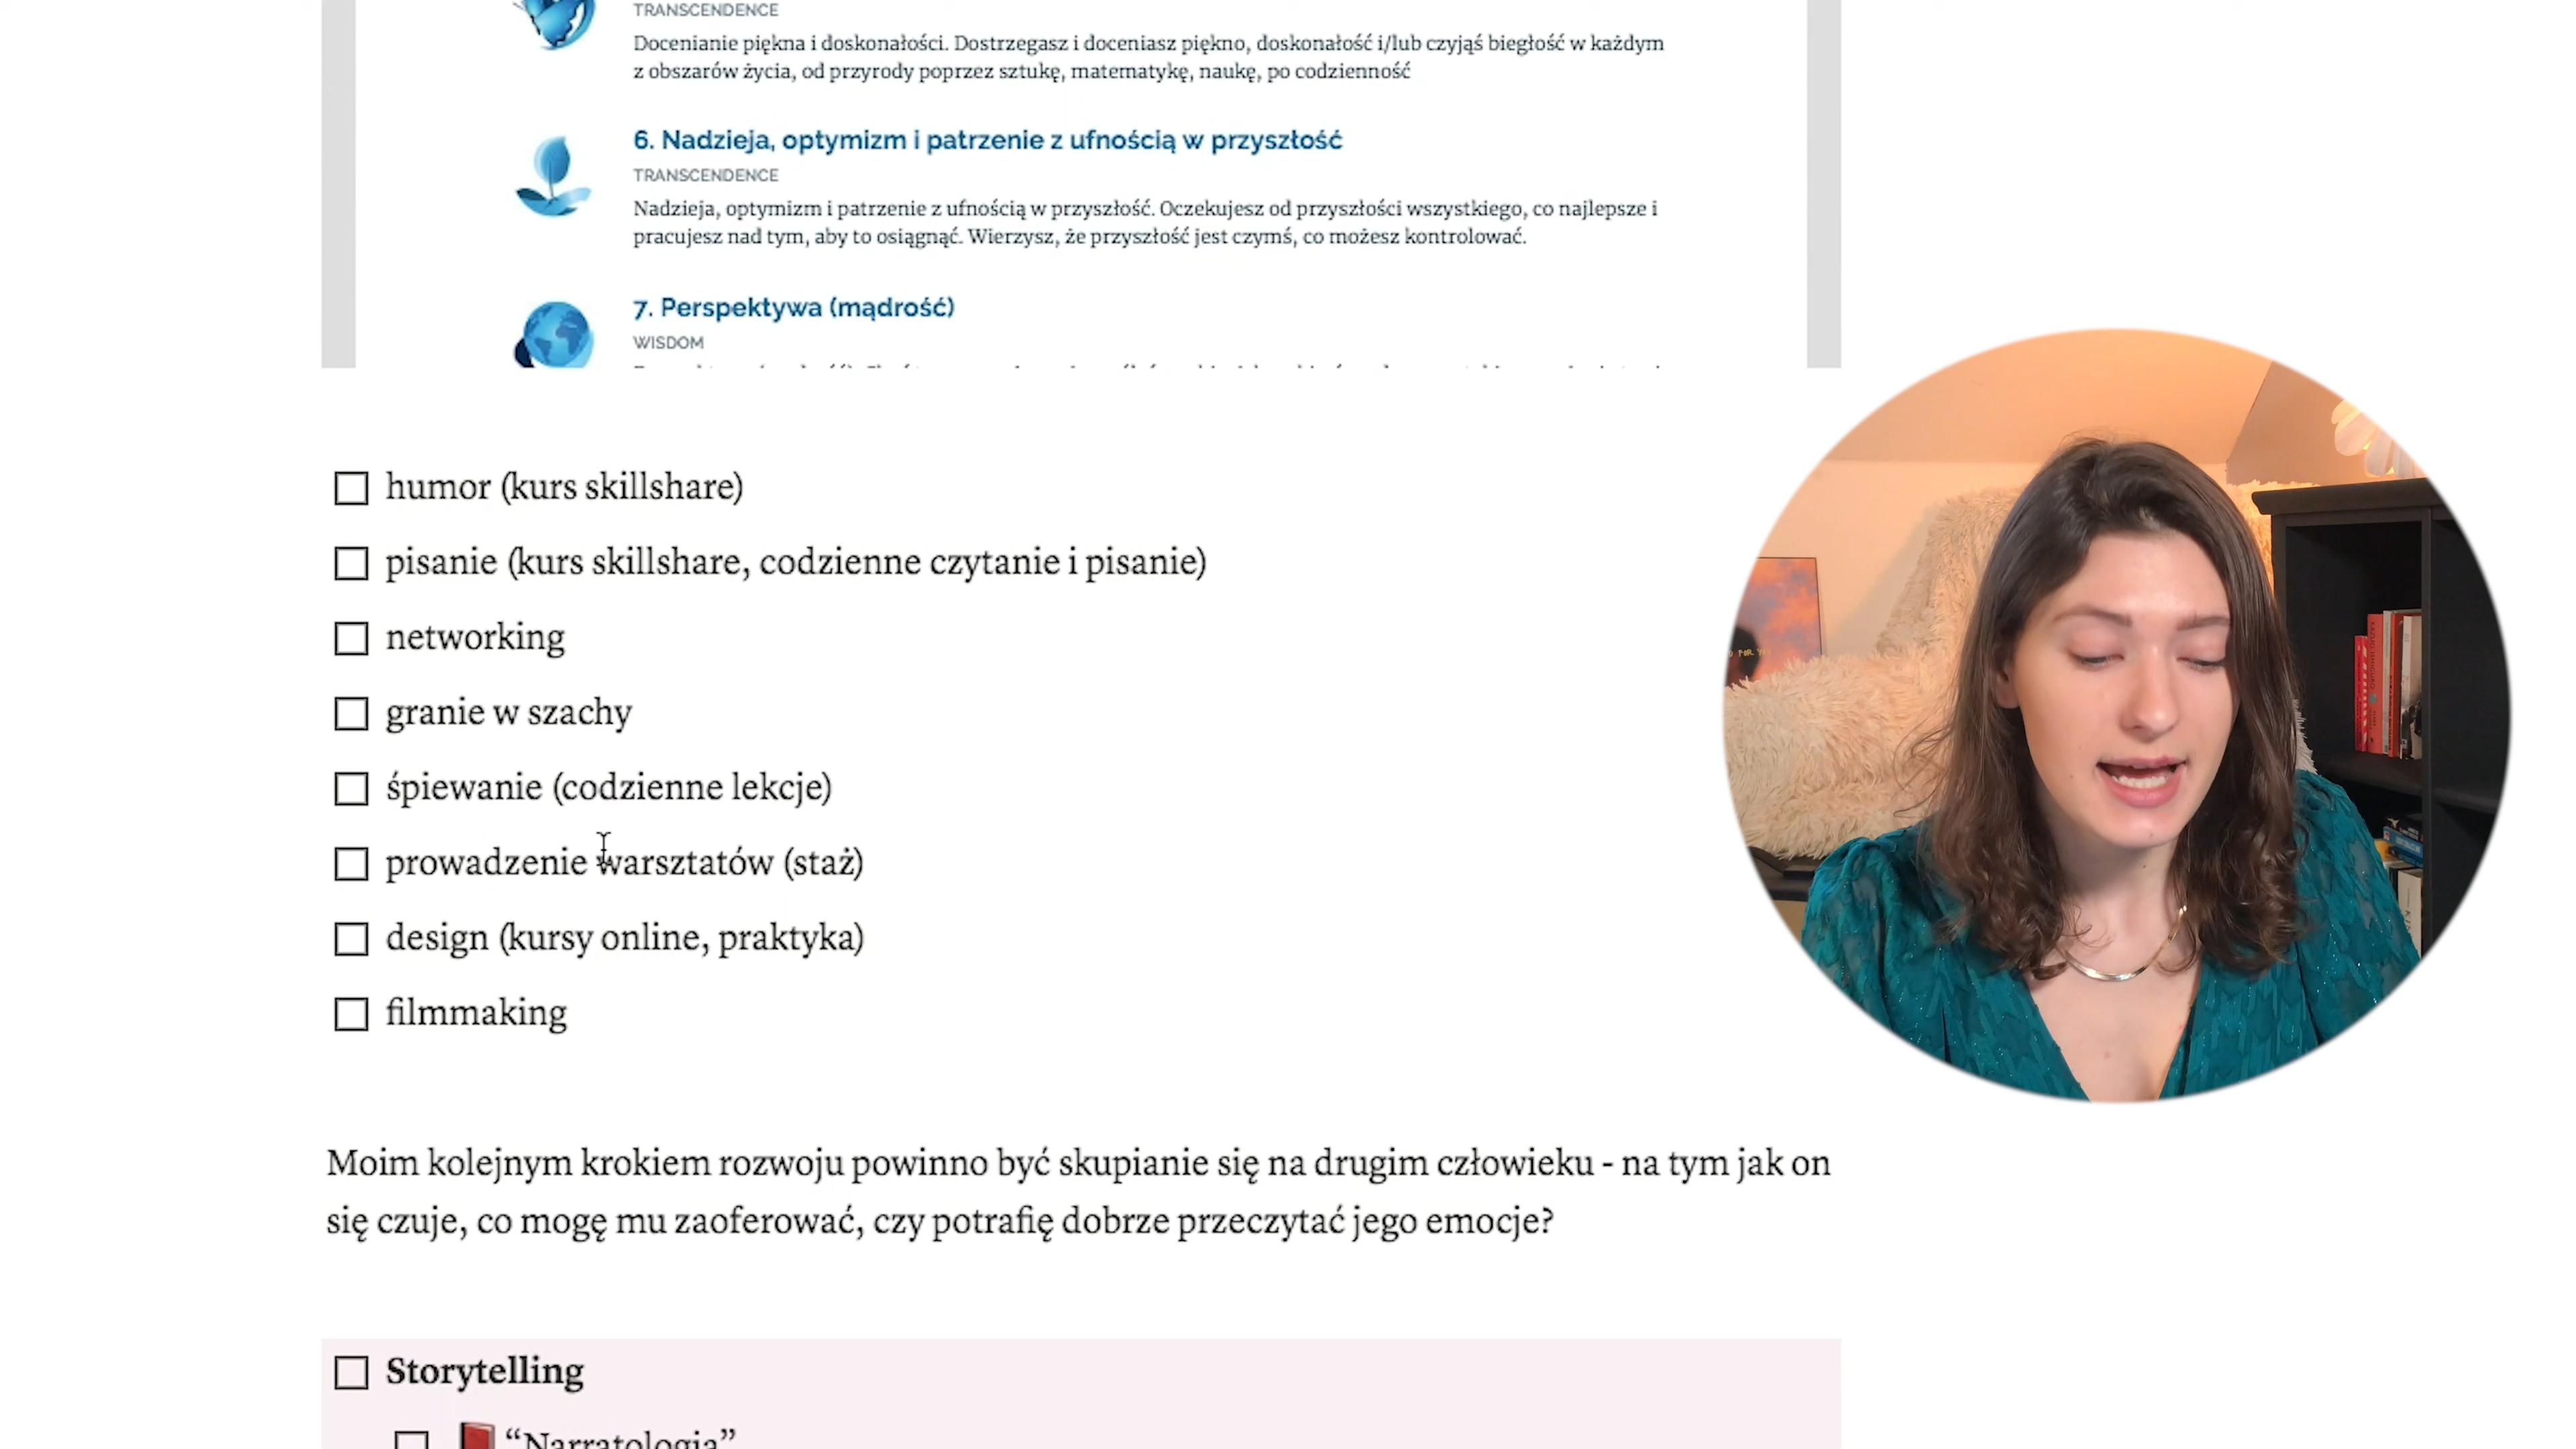 TRANSCENDENCE
Docenianie piękna i doskonałości. Dostrzegasz i doceniasz piękno, doskonałość i/lub czyjąś biegłość w każdym
z obszarów życia, od przyrody poprzez sztukę, matematykę, naukę, po codzienność
6. Nadzieja, optymizm i patrzenie z ufnością w przyszłość
TRANSCENDENCE
Nadzieja, optymizm i patrzenie z ufnością w przyszłość. Oczekujesz od przyszłości wszystkiego, co najlepsze i
pracujesz nad tym, aby to osiągnąć. Wierzysz, że przyszłość jest czymś, co możesz kontrolować.
7. Perspektywa (mądrość)
WISDOM
humor (kurs skillshare)
pisanie (kurs skillshare, codzienne czytanie i pisanie)
networking
granie w szachy
śpiewanie (codzienne lekcje)
prowadzenie warsztatów (staż)
design (kursy online, praktyka)
filmmaking
Moim kolejnym krokiem rozwoju powinno być skupianie się na drugim człowieku - na tym jak on
się czuje, co mogę mu zaoferować, czy potrafię dobrze przeczytać jego emocje?
Storytelling
“Narratologia”